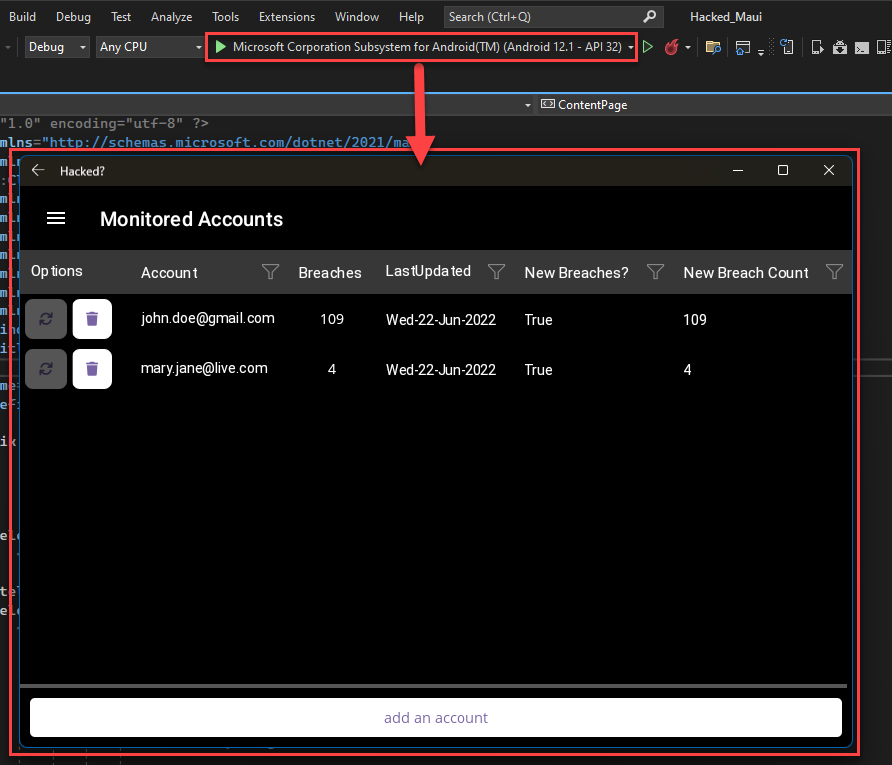 Build Debug Test Analyze Tools Extensions Window Help Search (Ctrl+Q) Hacked_Maui
Debug Any CPU Microsoft Corporation Subsystem for Android(TM) (Android 12.1 - API 32)
ContentPage
"1.0" encoding="utf-8" ?>
mlns="http://schemas.microsoft.com/dotnet/2021/ma
Hacked?
Monitored Accounts
Options Account Breaches LastUpdated New Breaches? New Breach Count
john.doe@gmail.com 109 Wed-22-Jun-2022 True 109
mary.jane@live.com 4 Wed-22-Jun-2022 True 4
add an account